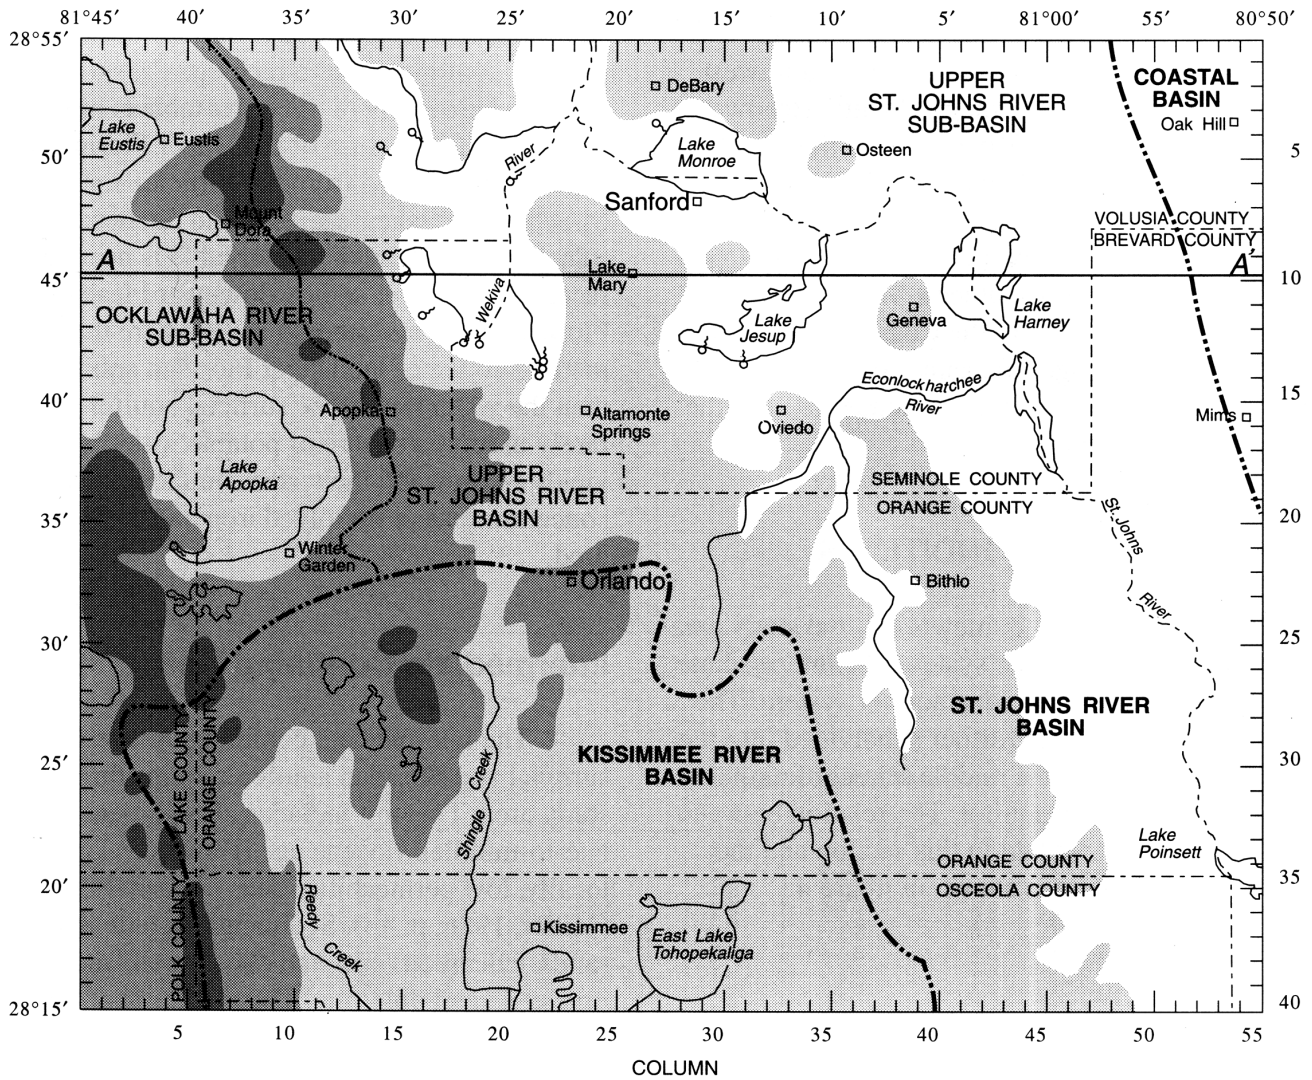 81°45′ 40′ 35′ 30′ 25′ 20′ 15′ 10′ 5′ 81°00′ 55′ 80°50′
28°55′
UPPER
ST. JOHNS RIVER
SUB-BASIN
COASTAL
BASIN
DeBary
Oak Hill
Lake
Eustis
Eustis
Lake
Monroe
Osteen
River
50′
5
Sanford
Mount
Dora
VOLUSIA COUNTY
BREVARD COUNTY
A
A′
Lake
Mary
45′
10
Wekiva
OCKLAWAHA RIVER
SUB-BASIN
Lake
Jesup
Geneva
Lake
Harney
Econlockhatchee
River
40′
15
Apopka
Altamonte
Springs
Oviedo
Mims
Lake
Apopka
UPPER
ST. JOHNS RIVER
BASIN
SEMINOLE COUNTY
ORANGE COUNTY
35′
20
St. Johns
River
Winter
Garden
Orlando
Bithlo
30′
25
ST. JOHNS RIVER
BASIN
KISSIMMEE RIVER
BASIN
25′
30
LAKE COUNTY
ORANGE COUNTY
Shingle
Creek
Lake
Poinsett
ORANGE COUNTY
OSCEOLA COUNTY
20′
35
POLK COUNTY
Reedy
Creek
Kissimmee
East Lake
Tohopekaliga
28°15′
40
5 10 15 20 25 30 35 40 45 50 55
COLUMN